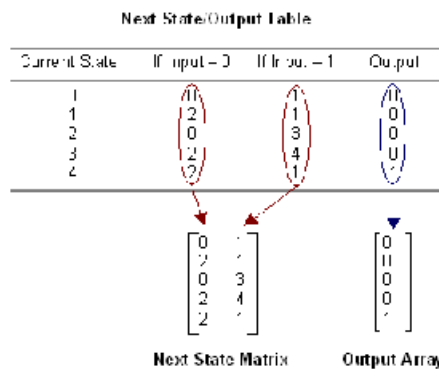 Next State/Output Table
Current State If Input = 0 If Input = 1 Output
0 0 1 0
1 2 1 0
2 0 3 0
3 2 4 0
4 2 1 1
0 1 0
2 1 0
0 3 0
2 4 0
2 1 1
Next State Matrix Output Array